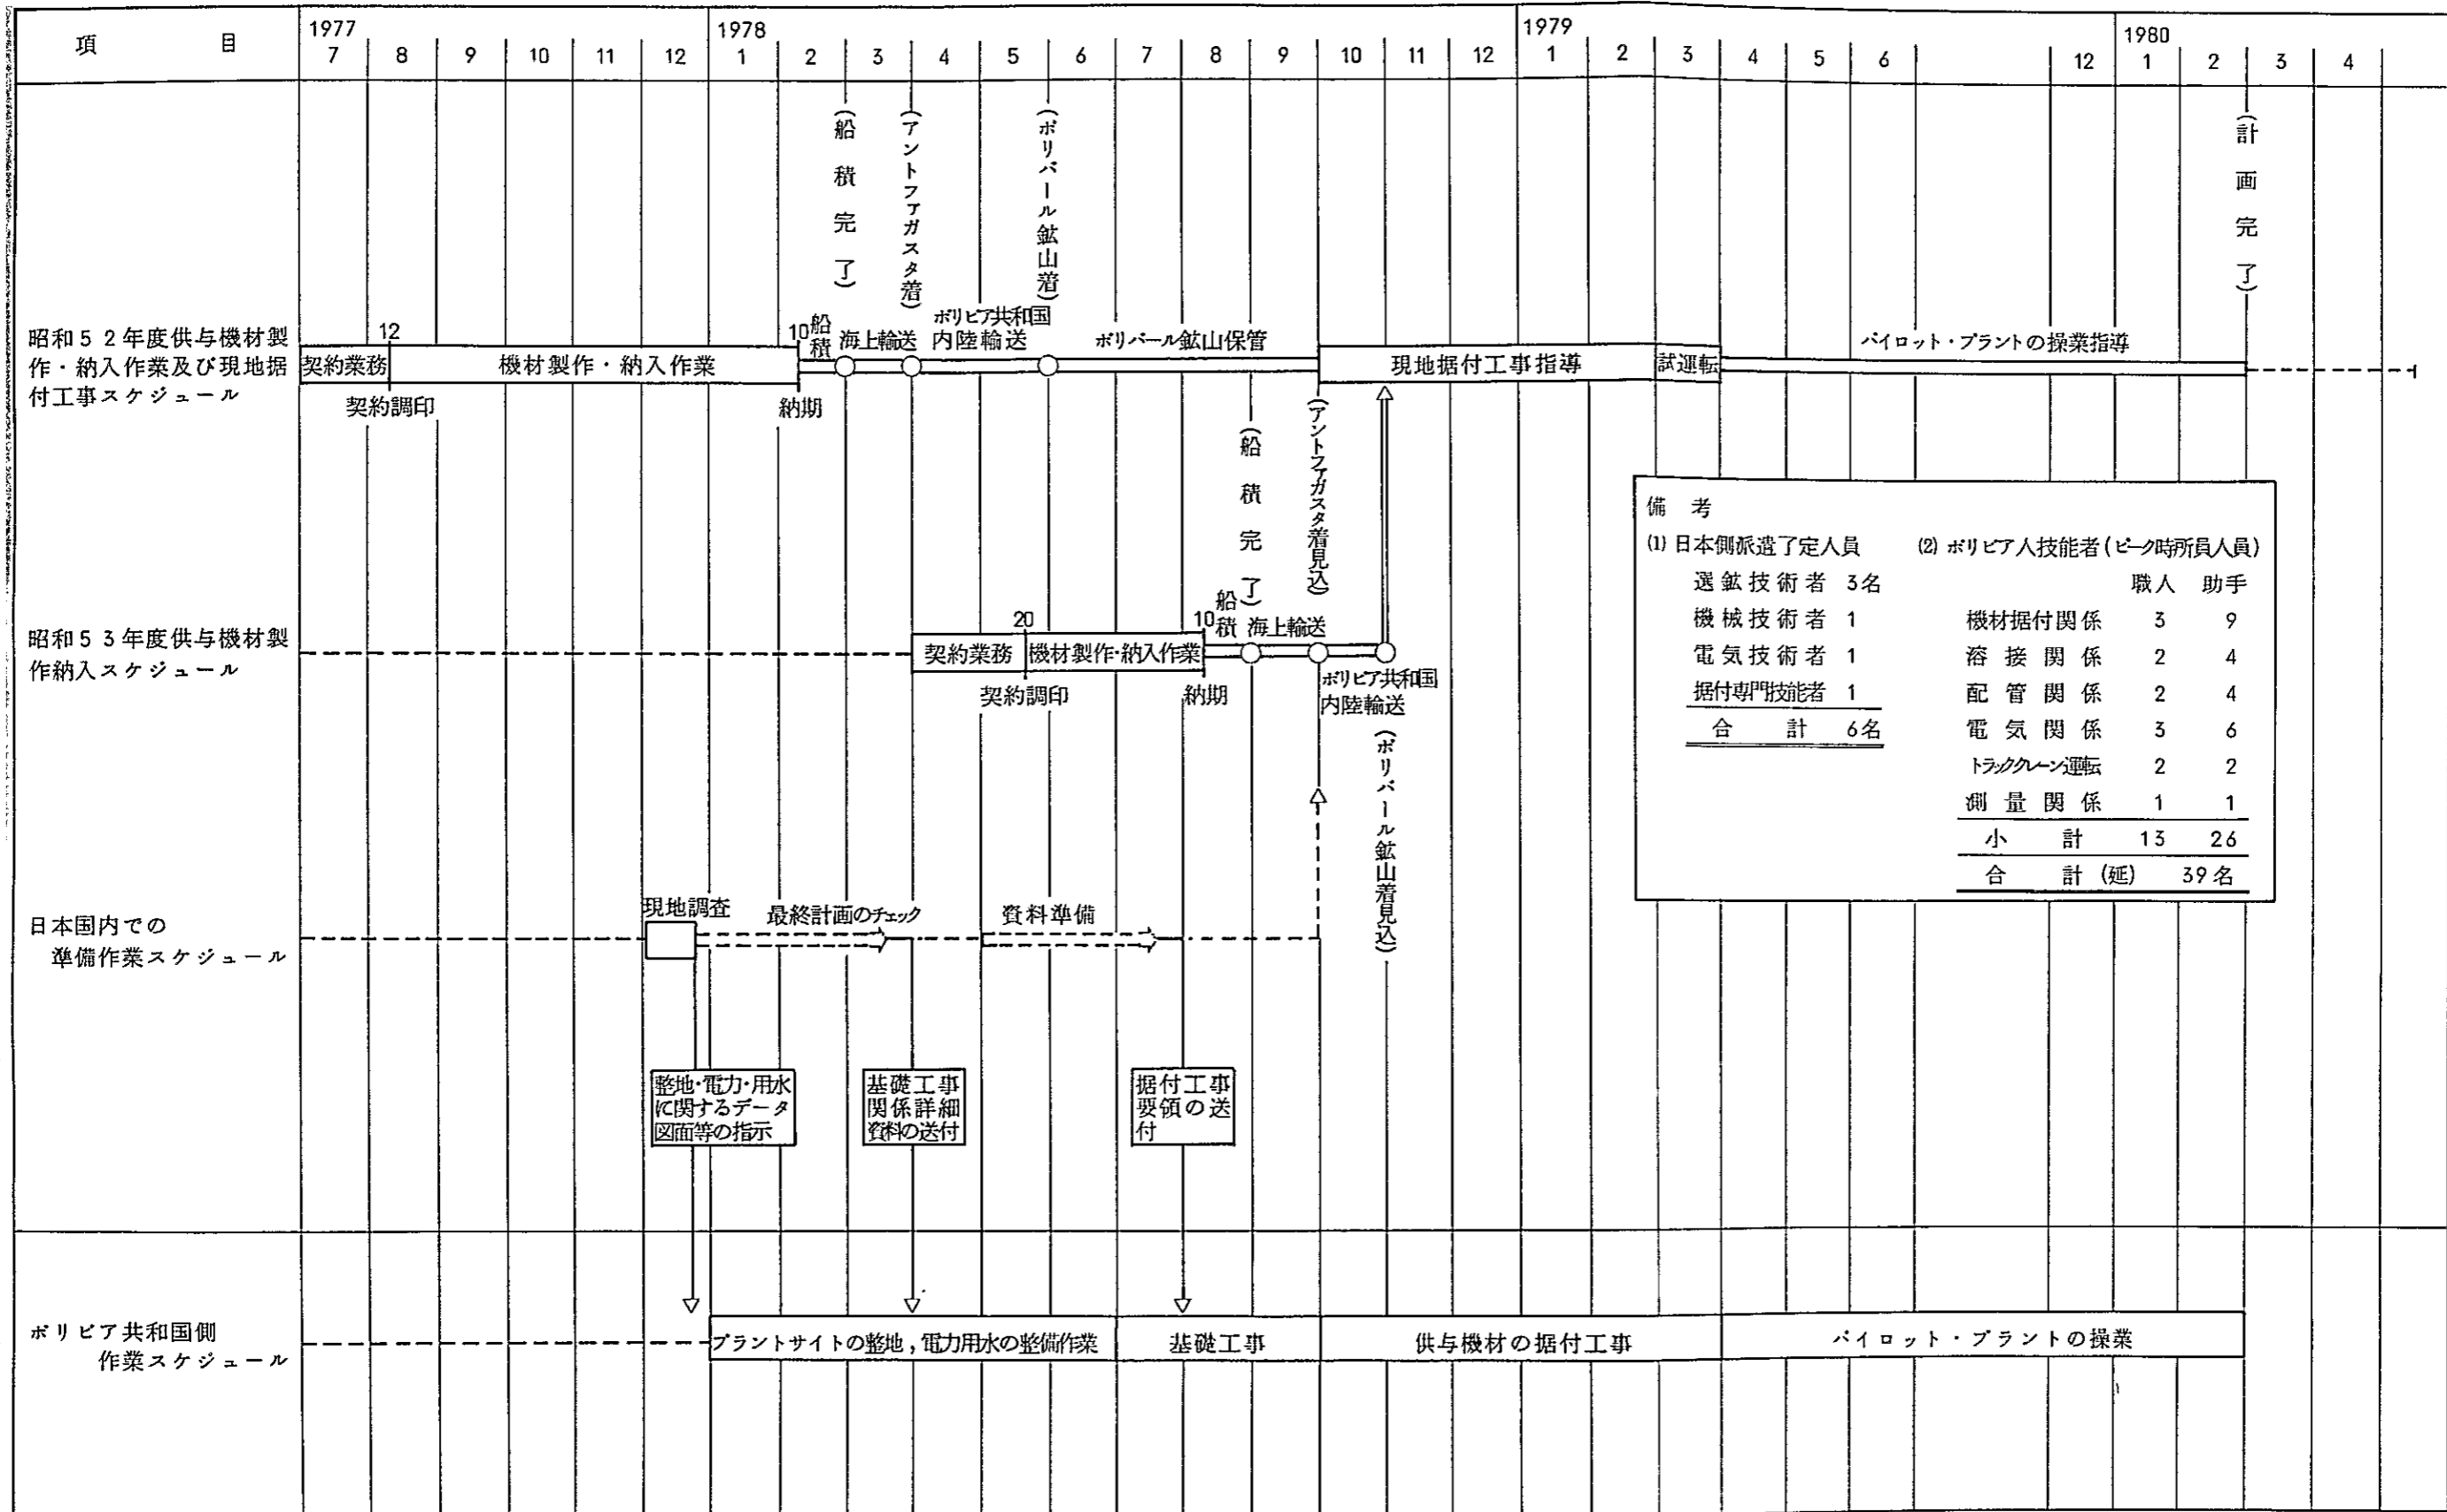 項 目
1977
1978
1979
1980
7 8 9 10 11 12 1 2 3 4 5 6 7 8 9 10 11 12 1 2 3 4 5 6 12 1 2 3 4
(船積完了)
(アントファガスタ着)
(ボリバール鉱山着)
(計画完了)
昭和52年度供与機材製
作・納入作業及び現地据
付工事スケジュール
契約業務
12
契約調印
機材製作・納入作業
10
納期
船積
海上輸送
ボリビア共和国
内陸輸送
ボリバール鉱山保管
現地据付工事指導
試運転
パイロット・プラントの操業指導
(船積完了)
(アントファガスタ着見込)
昭和53年度供与機材製
作納入スケジュール
契約業務
20
契約調印
機材製作・納入作業
10
納期
船積
海上輸送
ボリビア共和国
内陸輸送
(ボリバール鉱山着見込)
備考
(1) 日本側派遣了定人員
選鉱技術者 3名
機械技術者 1
電気技術者 1
据付専門技能者 1
合計 6名
(2) ボリビア人技能者(ピーク時所員人員)
職人 助手
機材据付関係 3 9
溶接関係 2 4
配管関係 2 4
電気関係 3 6
トラッククレーン運転 2 2
測量関係 1 1
小計 13 26
合計(延) 39名
日本国内での
準備作業スケジュール
現地調査
最終計画のチェック
資料準備
整地・電力・用水
に関するデータ
図面等の指示
基礎工事
関係詳細
資料の送付
据付工事
要領の送
付
ボリビア共和国側
作業スケジュール
プラントサイトの整地,電力用水の整備作業
基礎工事
供与機材の据付工事
パイロット・プラントの操業